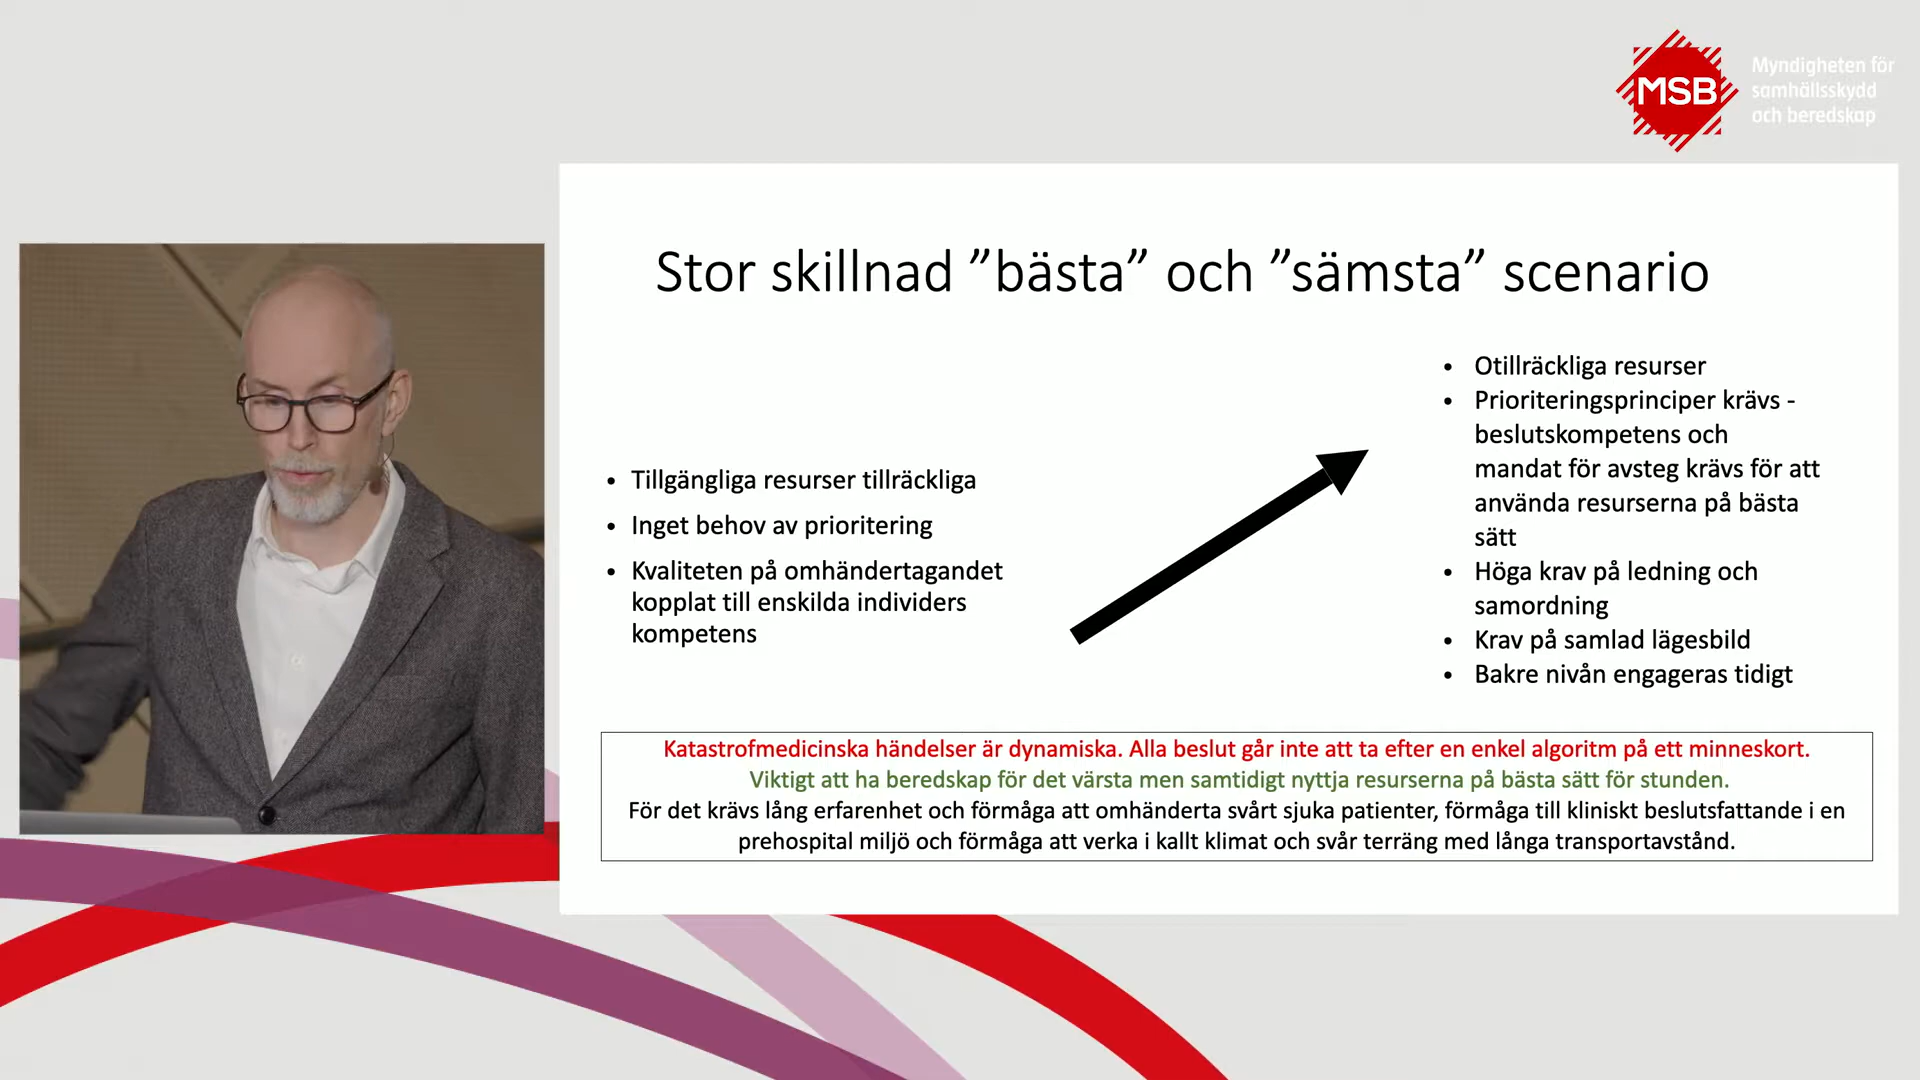 MSB
Myndigheten för
samhällsskydd
och beredskap
Stor skillnad ”bästa” och ”sämsta” scenario
• Tillgängliga resurser tillräckliga
• Inget behov av prioritering
• Kvaliteten på omhändertagandet
kopplat till enskilda individers
kompetens
• Otillräckliga resurser
• Prioriteringsprinciper krävs -
beslutskompetens och
mandat för avsteg krävs för att
använda resurserna på bästa
sätt
• Höga krav på ledning och
samordning
• Krav på samlad lägesbild
• Bakre nivån engageras tidigt
Katastrofmedicinska händelser är dynamiska. Alla beslut går inte att ta efter en enkel algoritm på ett minneskort.
Viktigt att ha beredskap för det värsta men samtidigt nyttja resurserna på bästa sätt för stunden.
För det krävs lång erfarenhet och förmåga att omhänderta svårt sjuka patienter, förmåga till kliniskt beslutsfattande i en
prehospital miljö och förmåga att verka i kallt klimat och svår terräng med långa transportavstånd.